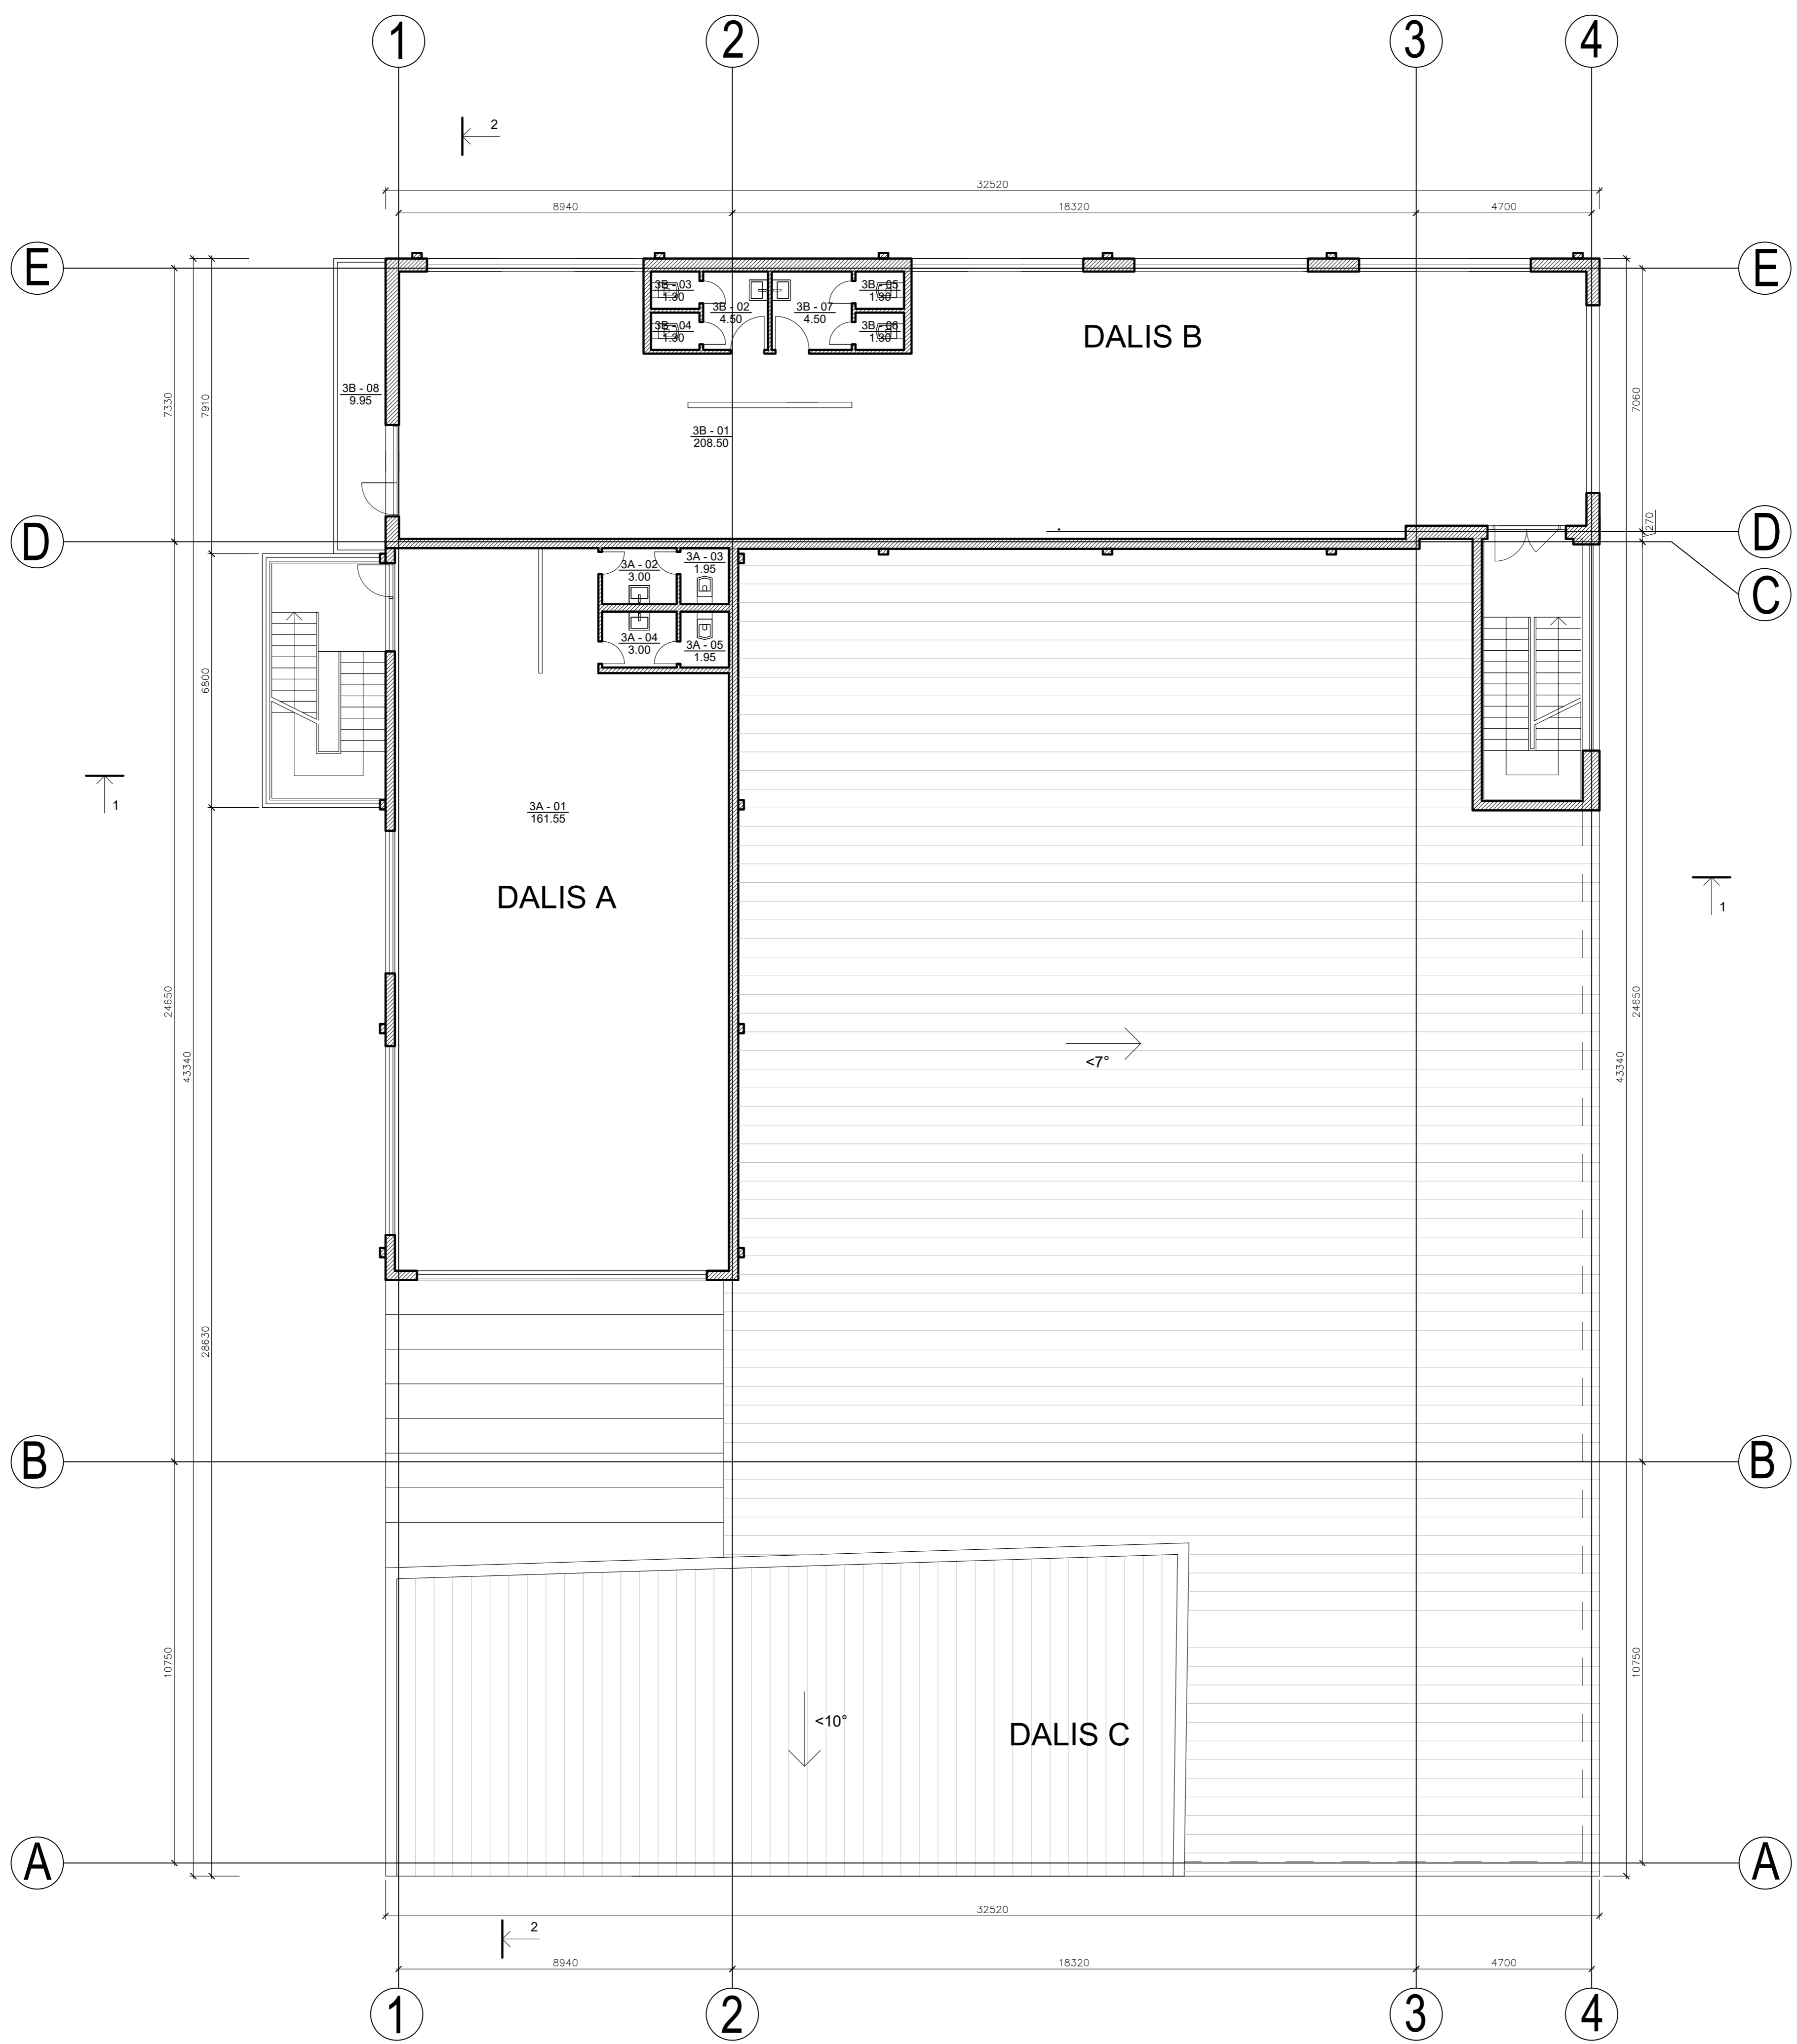 1 2 3 4
2
32520
8940 18320 4700
E E
3B - 03
1.30
3B - 02
4.50
3B - 07
4.50
3B - 05
1.30
3B - 04
1.30
3B - 06
1.30
DALIS B
3B - 08
9.95
7330
7910
7060
3B - 01
208.50
D D
270
C
3A - 02
3.00
3A - 03
1.95
3A - 04
3.00
3A - 05
1.95
6800
1
3A - 01
161.55
DALIS A
1
24650
24650
43340
43340
<7°
28630
B B
10750
10750
<10°
DALIS C
A A
32520
2
8940 18320 4700
1 2 3 4